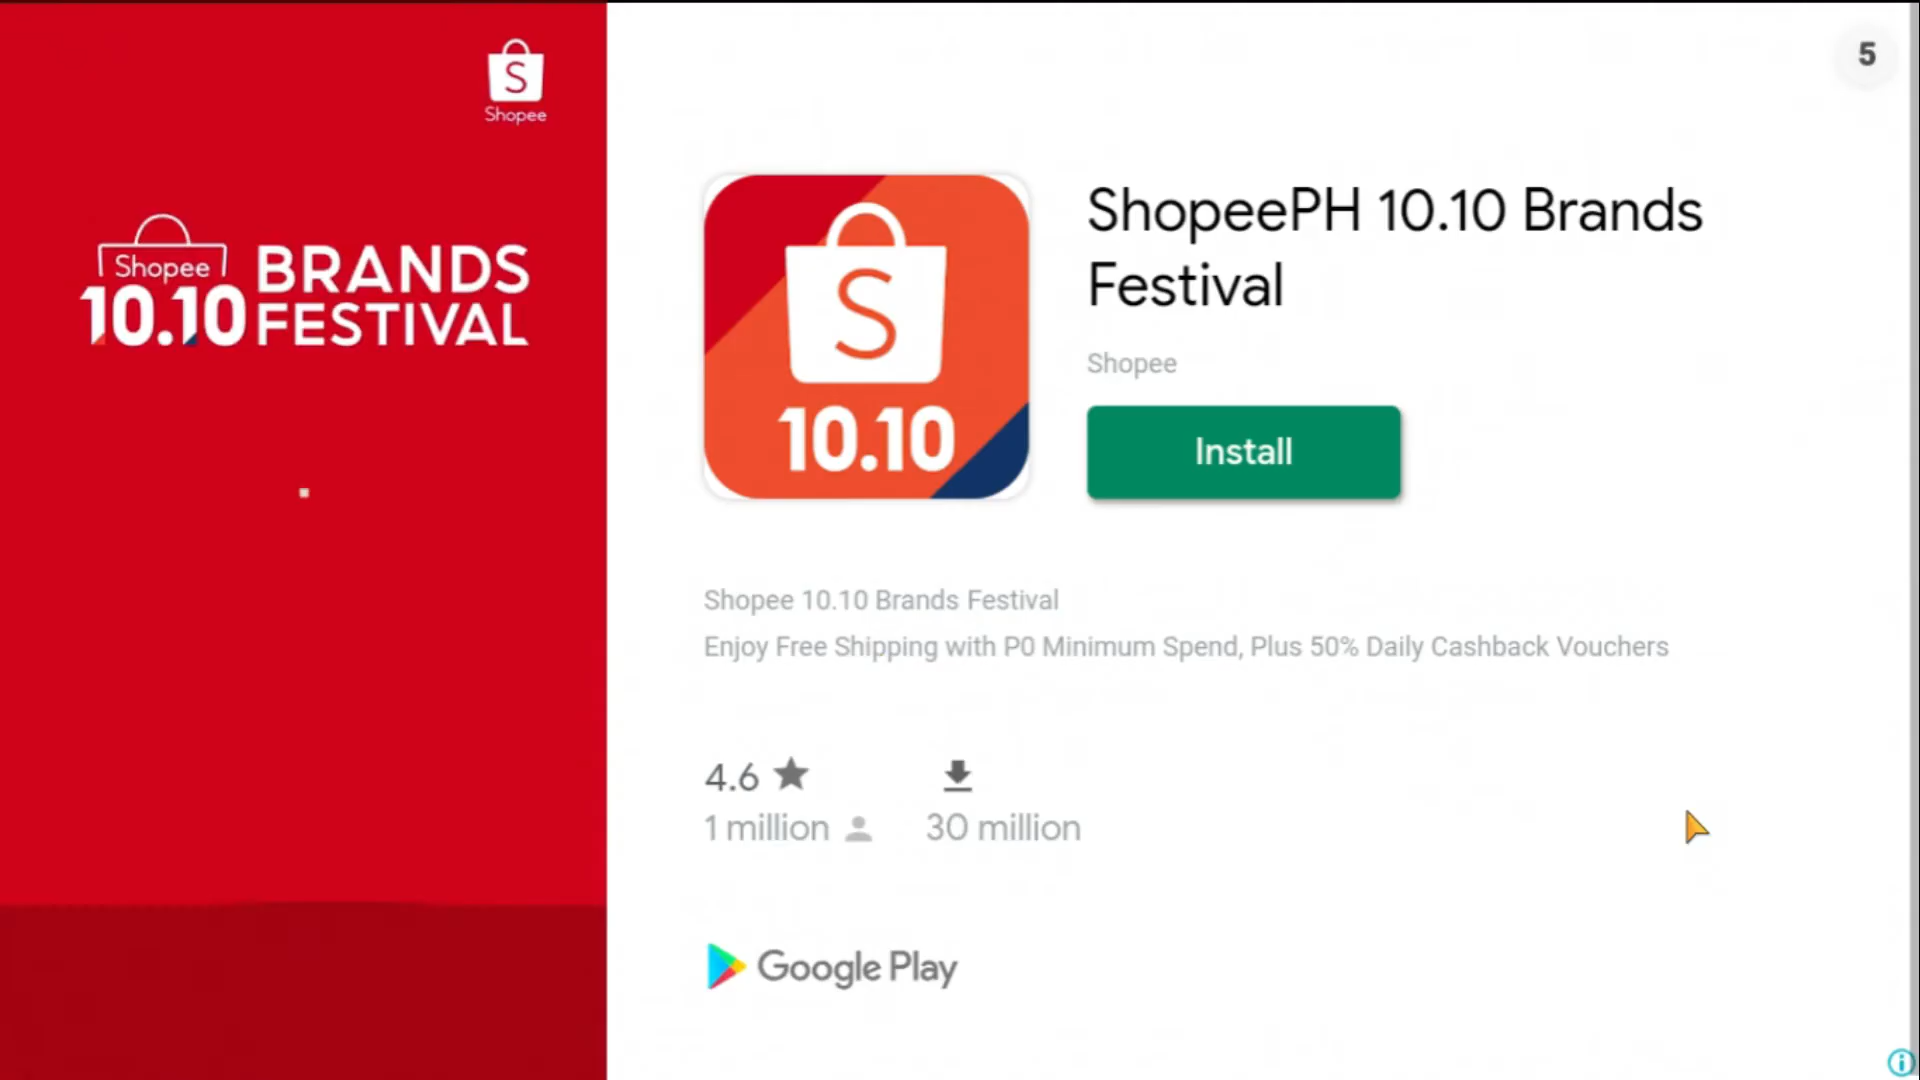 S
Shopee
Shopee
10.10 BRANDS
FESTIVAL
5
S
10.10
ShopeePH 10.10 Brands
Festival
Shopee
Install
Shopee 10.10 Brands Festival
Enjoy Free Shipping with P0 Minimum Spend, Plus 50% Daily Cashback Vouchers
4.6
1 million
30 million
Google Play